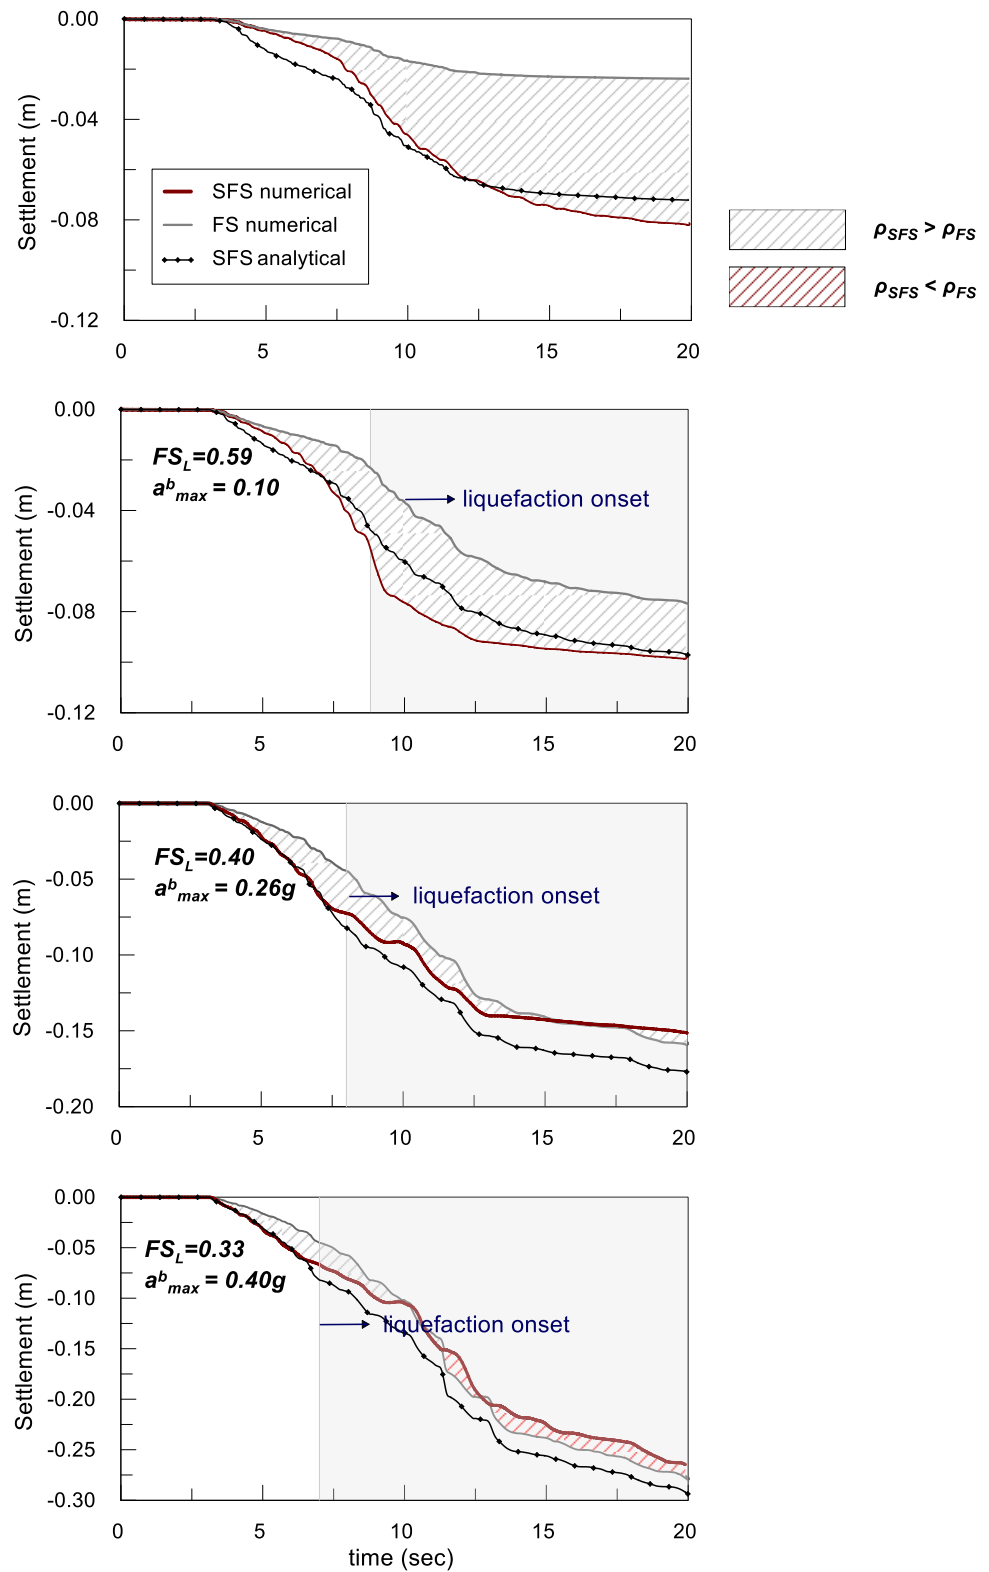 0.00
-0.04
-0.08
-0.12
Settlement (m)
SFS numerical
FS numerical
SFS analytical
0 5 10 15 20
ρSFS > ρFS
ρSFS < ρFS
0.00
-0.04
-0.08
-0.12
Settlement (m)
FSL=0.59
abmax = 0.10
liquefaction onset
0 5 10 15 20
0.00
-0.05
-0.10
-0.15
-0.20
Settlement (m)
FSL=0.40
abmax = 0.26g
liquefaction onset
0 5 10 15 20
0.00
-0.05
-0.10
-0.15
-0.20
-0.25
-0.30
Settlement (m)
FSL=0.33
abmax = 0.40g
liquefaction onset
0 5 10 15 20
time (sec)